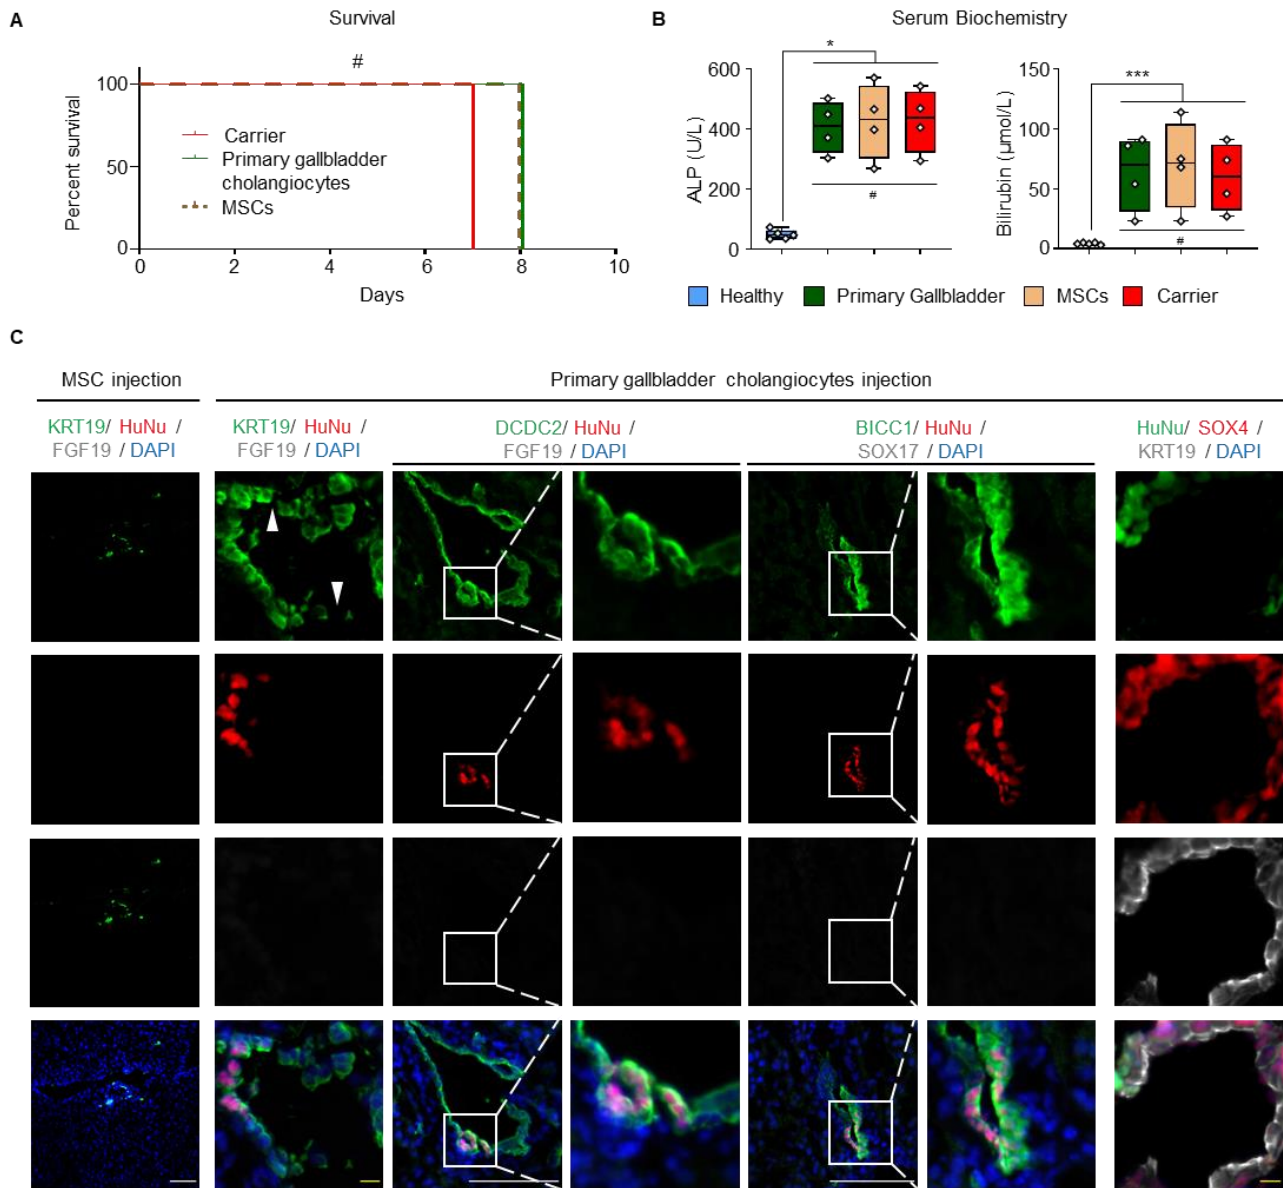 A
Survival
#
100
50
0
Percent survival
Carrier
Primary gallbladder
cholangiocytes
MSCs
0 2 4 6 8 10
Days
B
Serum Biochemistry
*
600
400
200
0
ALP (U/L)
#
***
150
100
50
0
Bilirubin (µmol/L)
#
Healthy Primary Gallbladder MSCs Carrier
C
MSC injection
Primary gallbladder cholangiocytes injection
KRT19/ HuNu /
FGF19 / DAPI
KRT19/ HuNu /
FGF19 / DAPI
DCDC2/ HuNu /
FGF19 / DAPI
BICC1/ HuNu /
SOX17 / DAPI
HuNu/ SOX4 /
KRT19 / DAPI